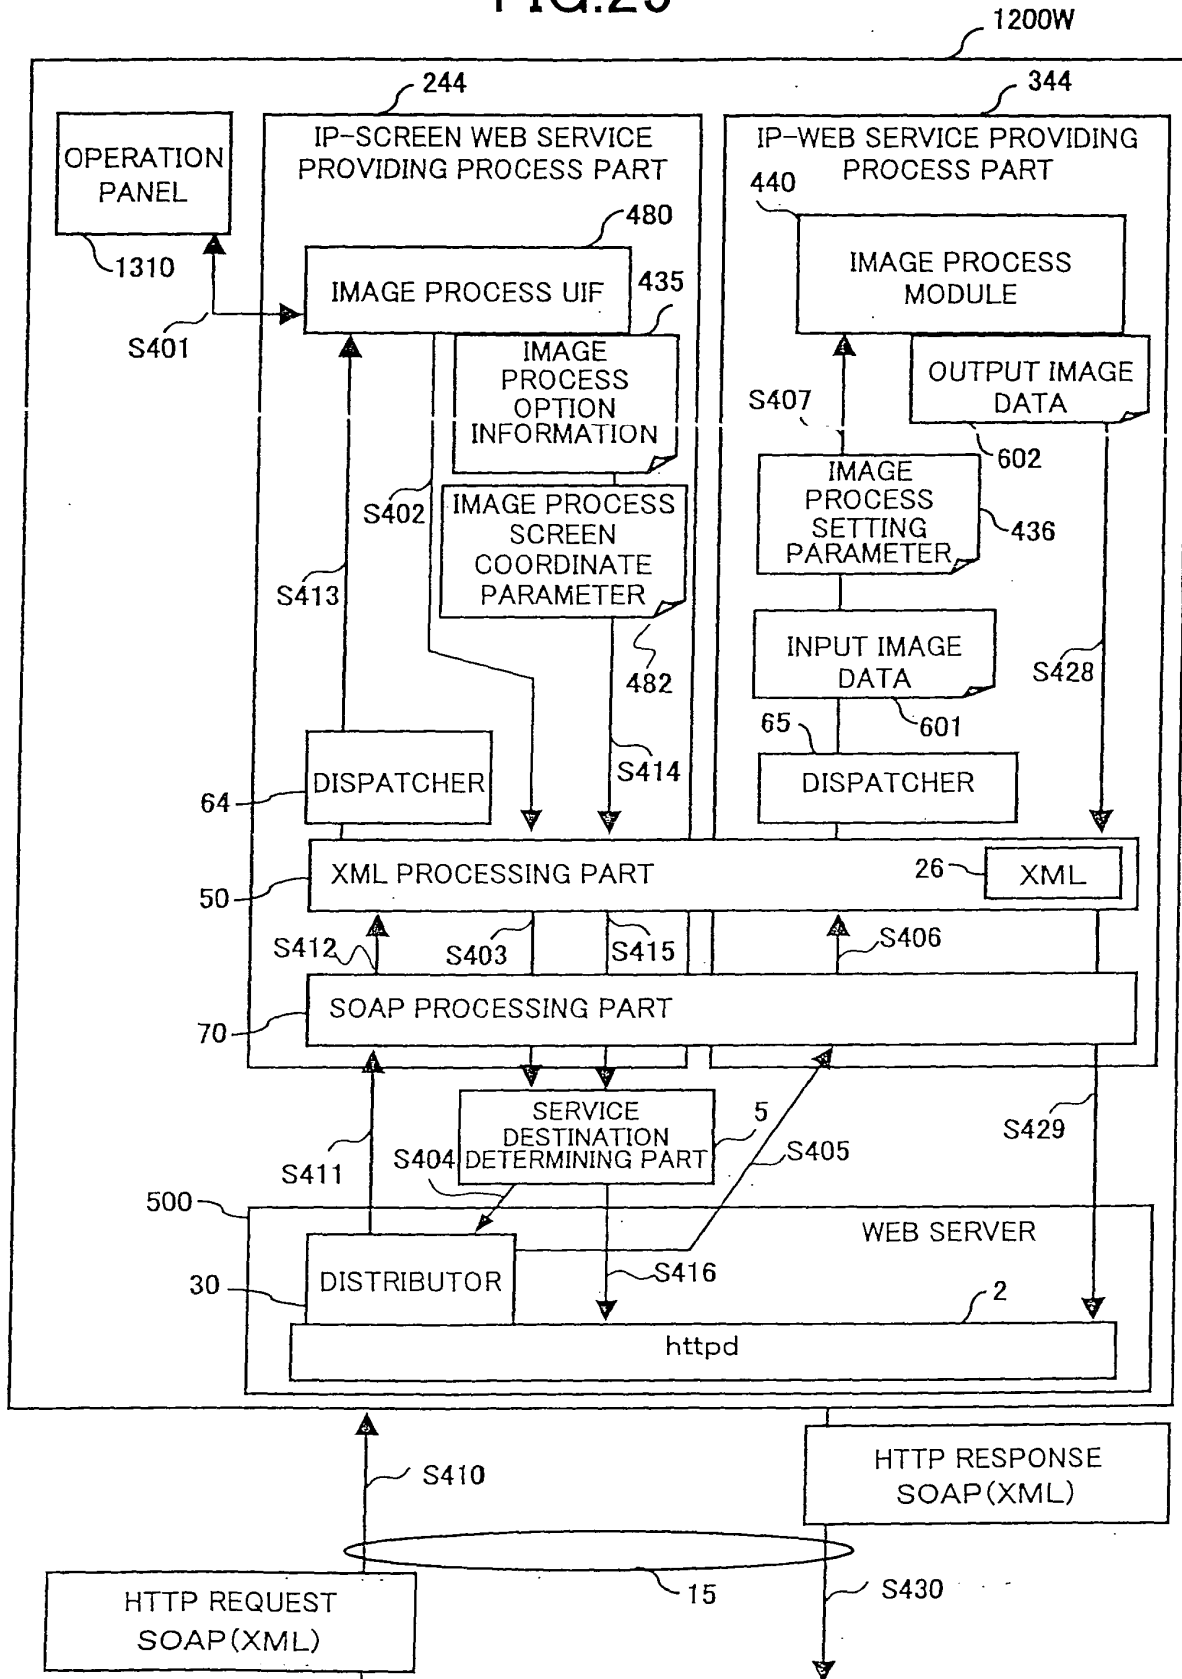 1200W
244
344
OPERATION
PANEL
1310
S401
IP-SCREEN WEB SERVICE
PROVIDING PROCESS PART
480
IMAGE PROCESS UIF
435
IMAGE
PROCESS
OPTION
INFORMATION
S402
IMAGE PROCESS
SCREEN
COORDINATE
PARAMETER
S413
482
S414
64
DISPATCHER
IP-WEB SERVICE PROVIDING
PROCESS PART
440
IMAGE PROCESS
MODULE
OUTPUT IMAGE
DATA
S407
602
IMAGE
PROCESS
SETTING
PARAMETER
436
INPUT IMAGE
DATA
S428
601
65
DISPATCHER
50
XML PROCESSING PART
26
XML
S412
S403
S415
S406
70
SOAP PROCESSING PART
S411
S404
SERVICE
DESTINATION
DETERMINING PART
5
S405
S429
500
WEB SERVER
30
DISTRIBUTOR
S416
2
httpd
S410
HTTP RESPONSE
SOAP(XML)
15
S430
HTTP REQUEST
SOAP(XML)